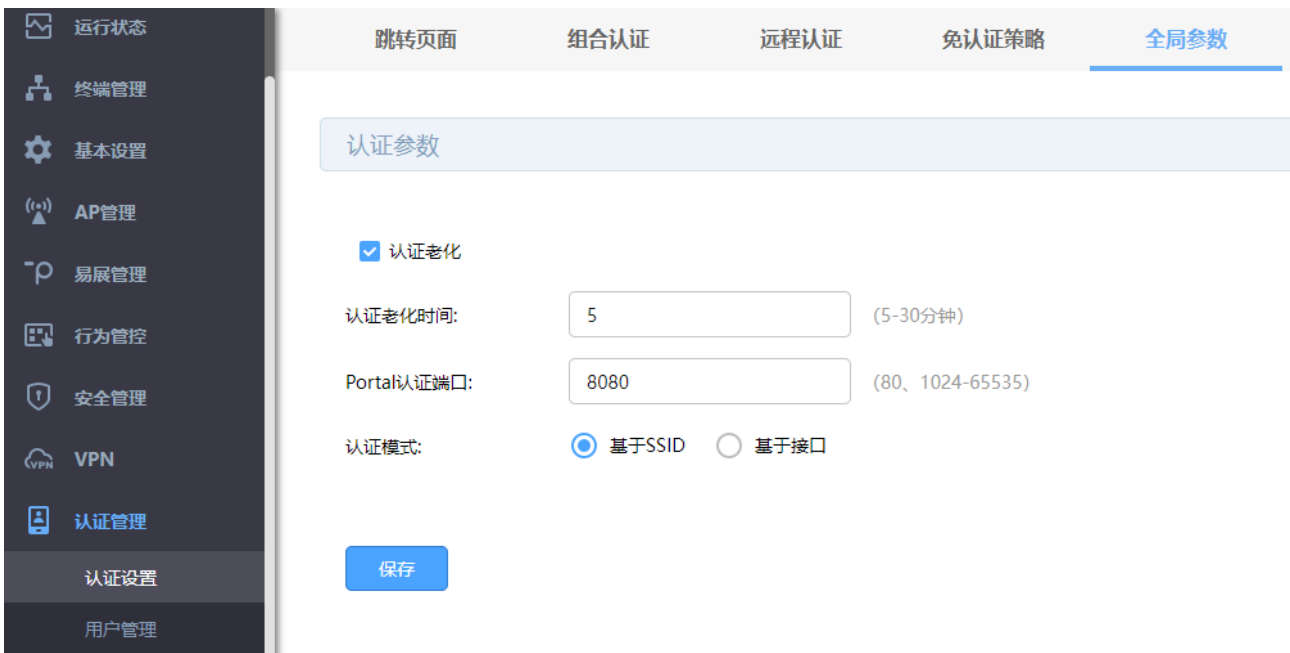 运行状态
终端管理
基本设置
AP管理
易展管理
行为管控
安全管理
VPN
VPN
认证管理
认证设置
用户管理
跳转页面 组合认证 远程认证 免认证策略 全局参数
认证参数
认证老化
认证老化时间: 5 (5-30分钟)
Portal认证端口: 8080 (80、1024-65535)
认证模式: 基于SSID 基于接口
保存